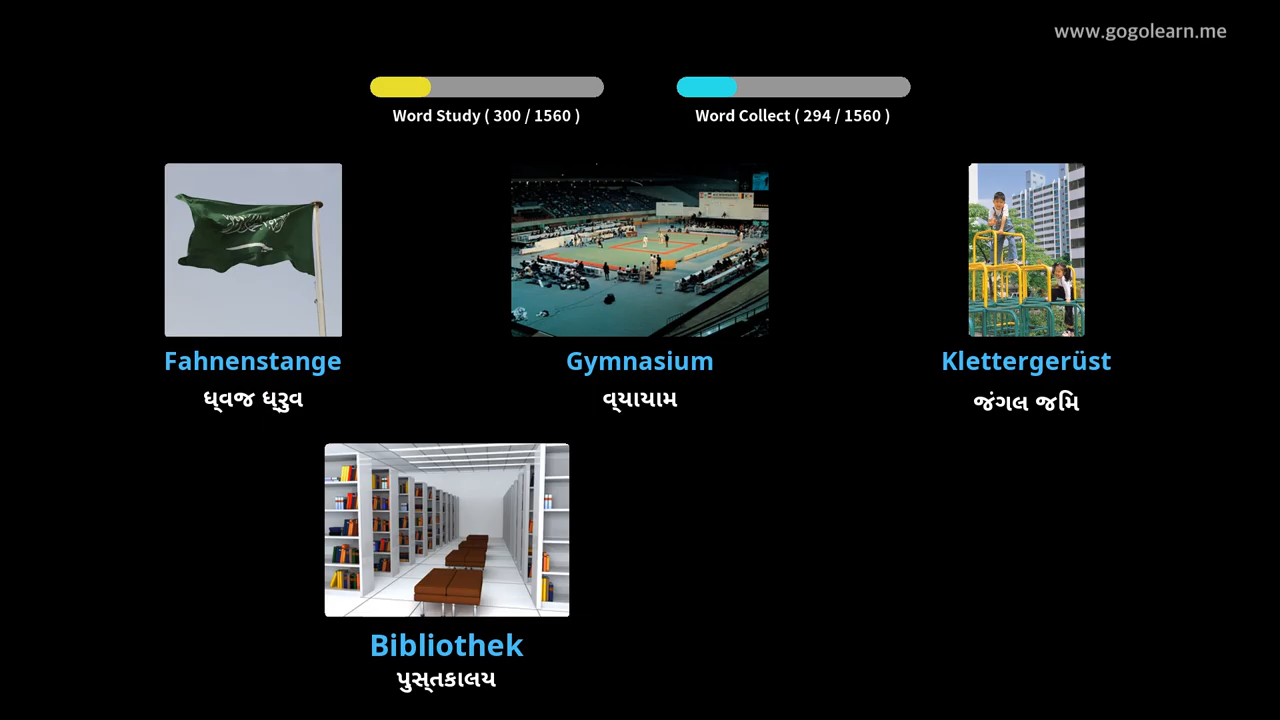 www.gogolearn.me
Word Study ( 300 / 1560 )
Word Collect ( 294 / 1560 )
Fahnenstange
ધ્વજ ધ્રુવ
Gymnasium
વ્યાયામ
Klettergerüst
જંગલ જિમ
Bibliothek
પુસ્તકાલય